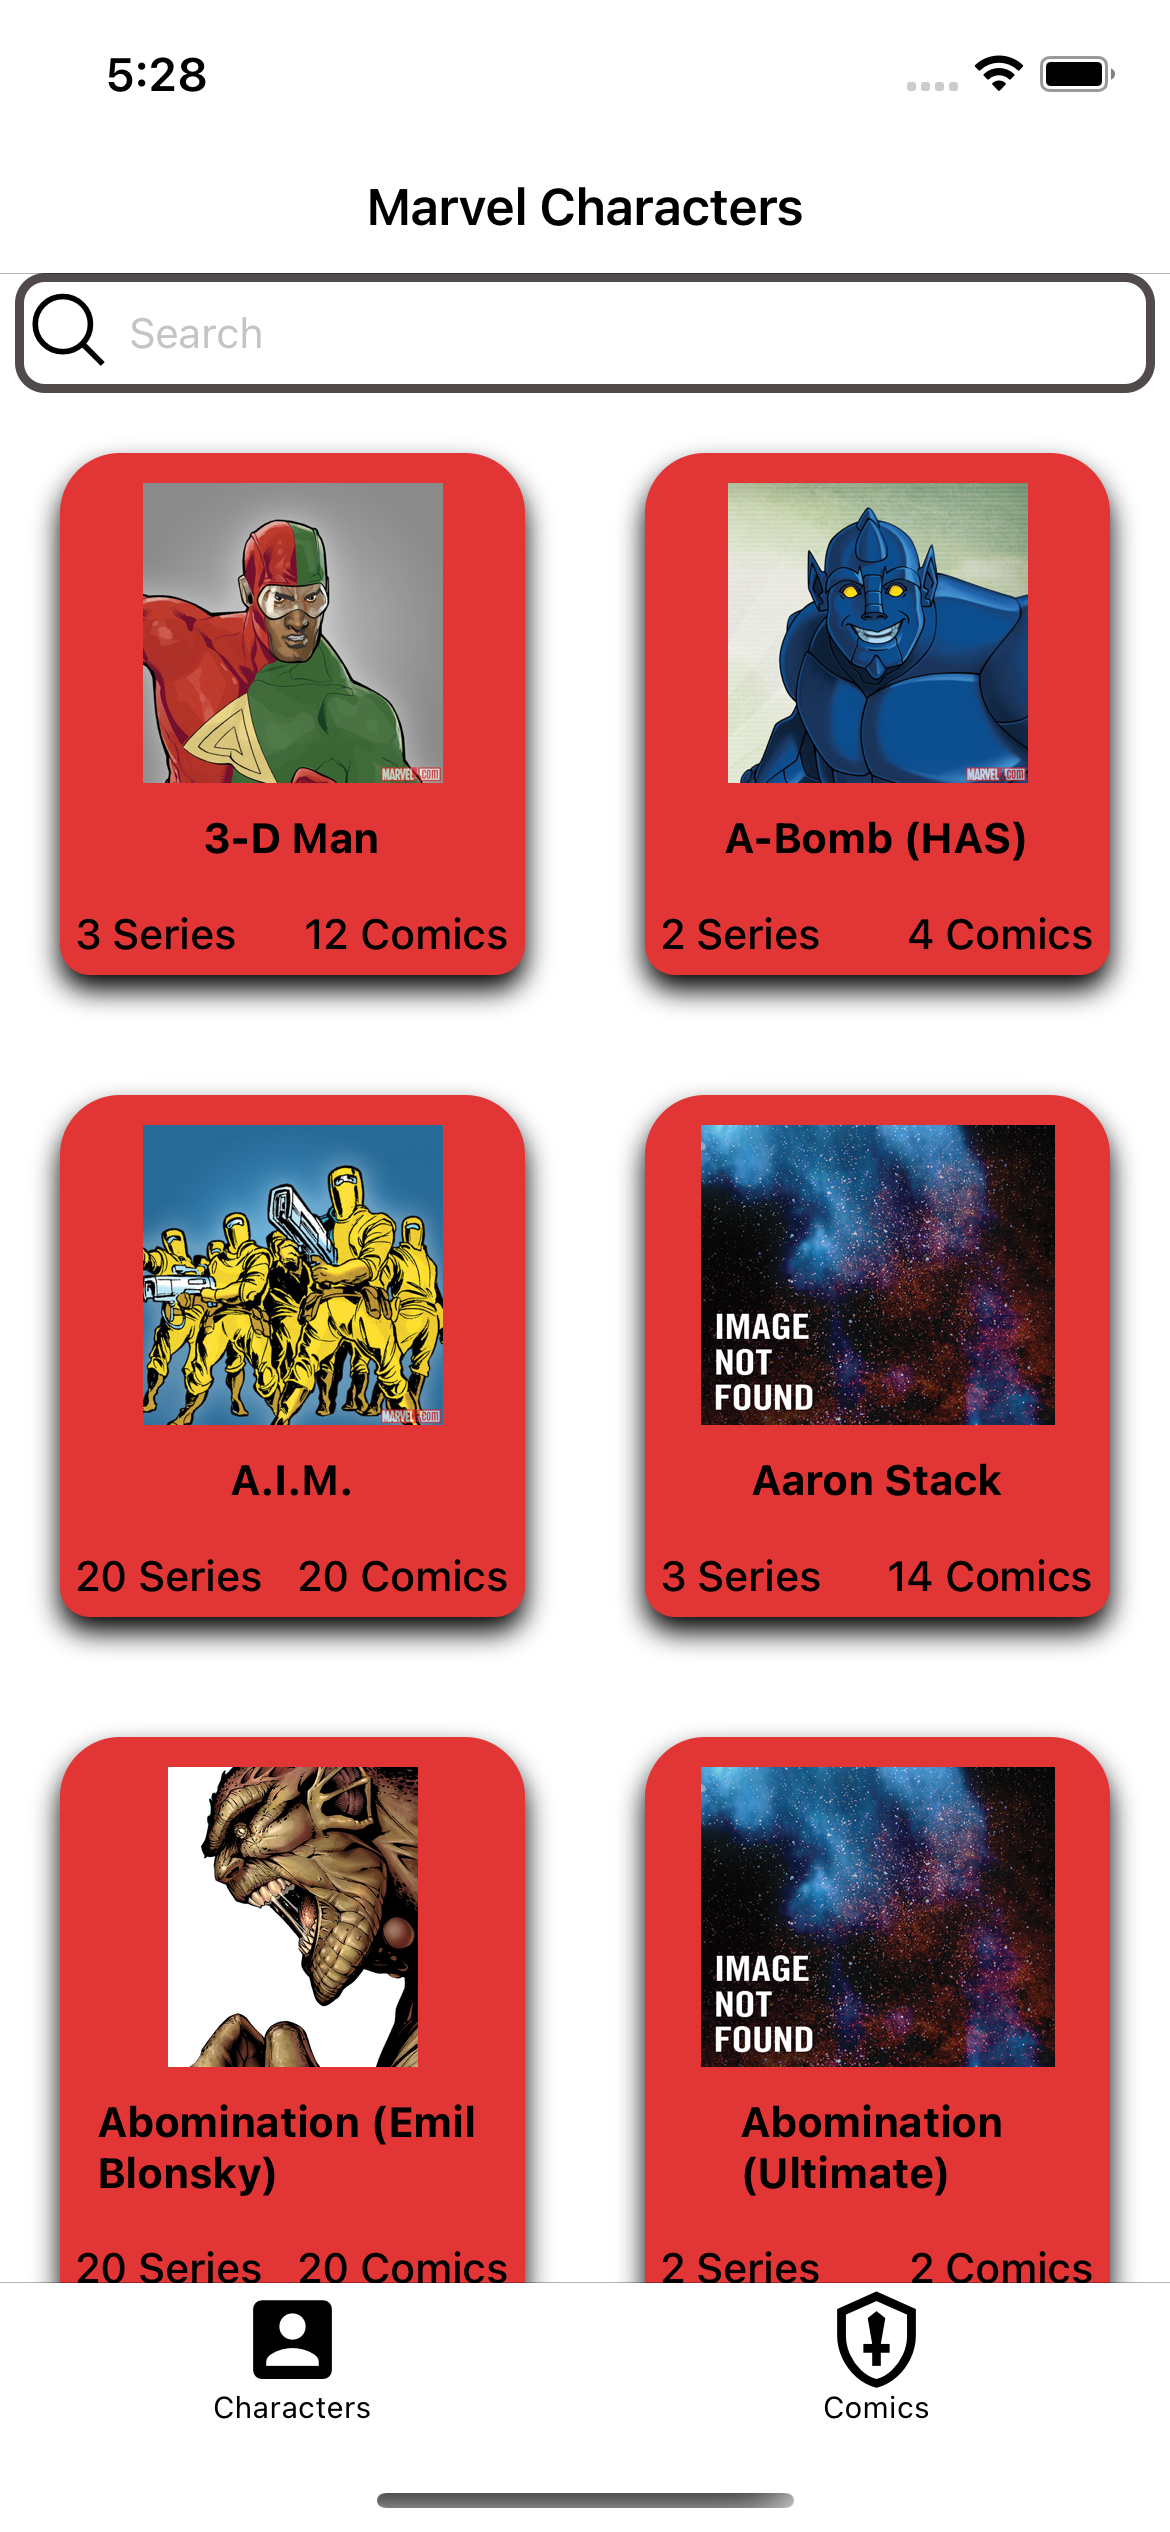 5:28
Marvel Characters
Search
MARVEL.com
MARVEL.com
3-D Man
A-Bomb (HAS)
3 Series 12 Comics
2 Series 4 Comics
IMAGE
NOT
FOUND
MARVEL.com
A.I.M.
Aaron Stack
20 Series 20 Comics
3 Series 14 Comics
IMAGE
NOT
FOUND
Abomination (Emil
Blonsky)
Abomination
(Ultimate)
20 Series 20 Comics
2 Series 2 Comics
Characters
Comics